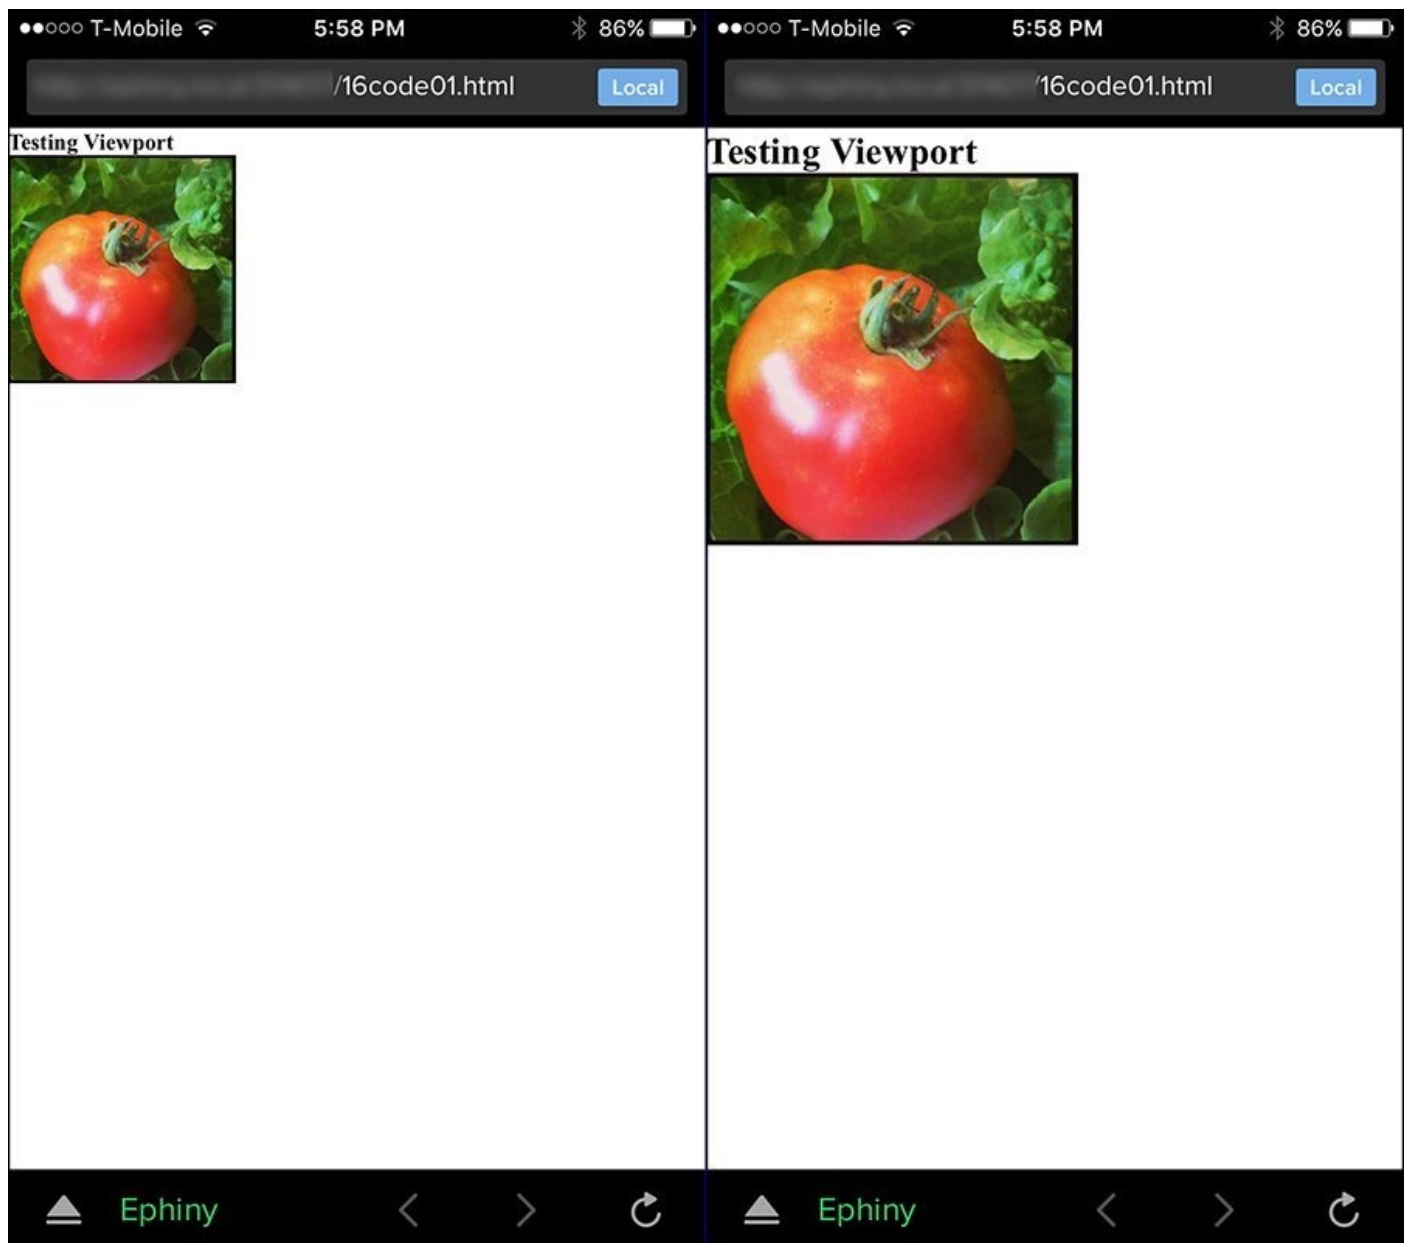 T-Mobile 5:58 PM 86%
/16code01.html Local
Testing Viewport
Ephiny
T-Mobile 5:58 PM 86%
/16code01.html Local
Testing Viewport
Ephiny